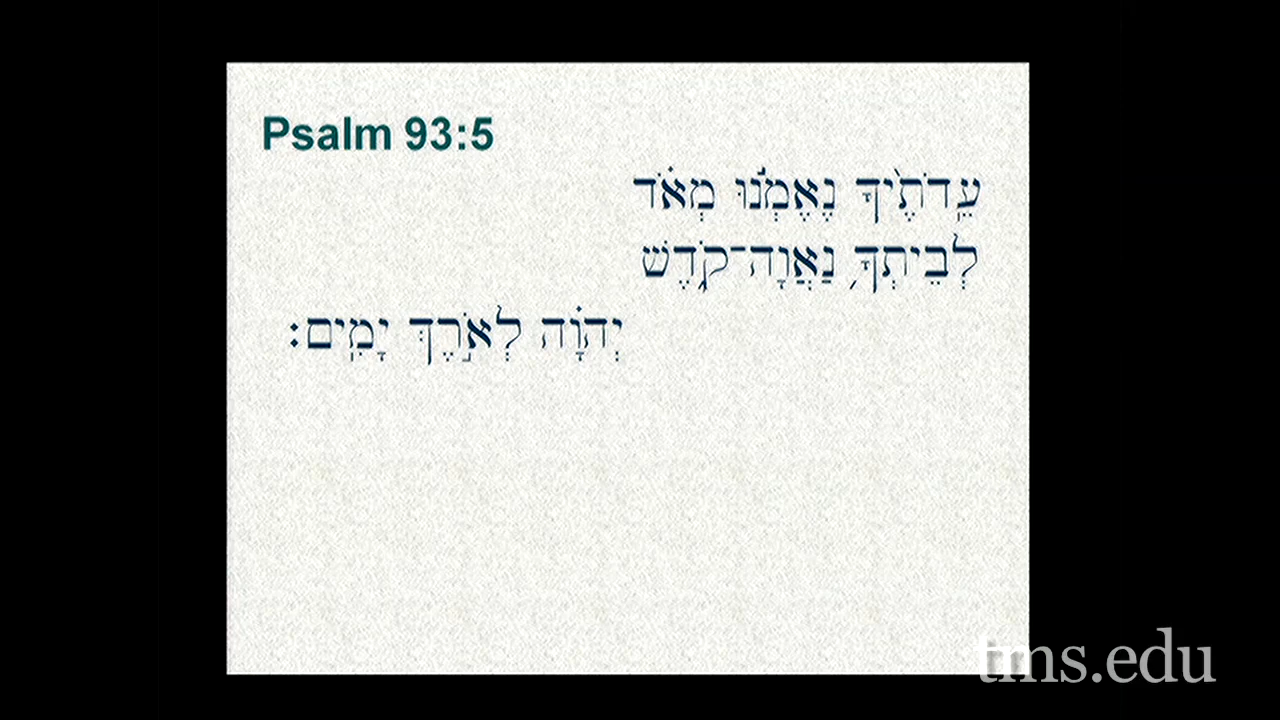 Psalm 93:5
עֵֽדֹתֶ֨יךָ נֶאֶמְנ֬וּ מְאֹ֗ד
לְבֵיתְךָ֥ נַאֲוָה־קֹ֑דֶשׁ
יְ֝הוָ֗ה לְאֹ֣רֶךְ יָמִֽים׃
tms.edu